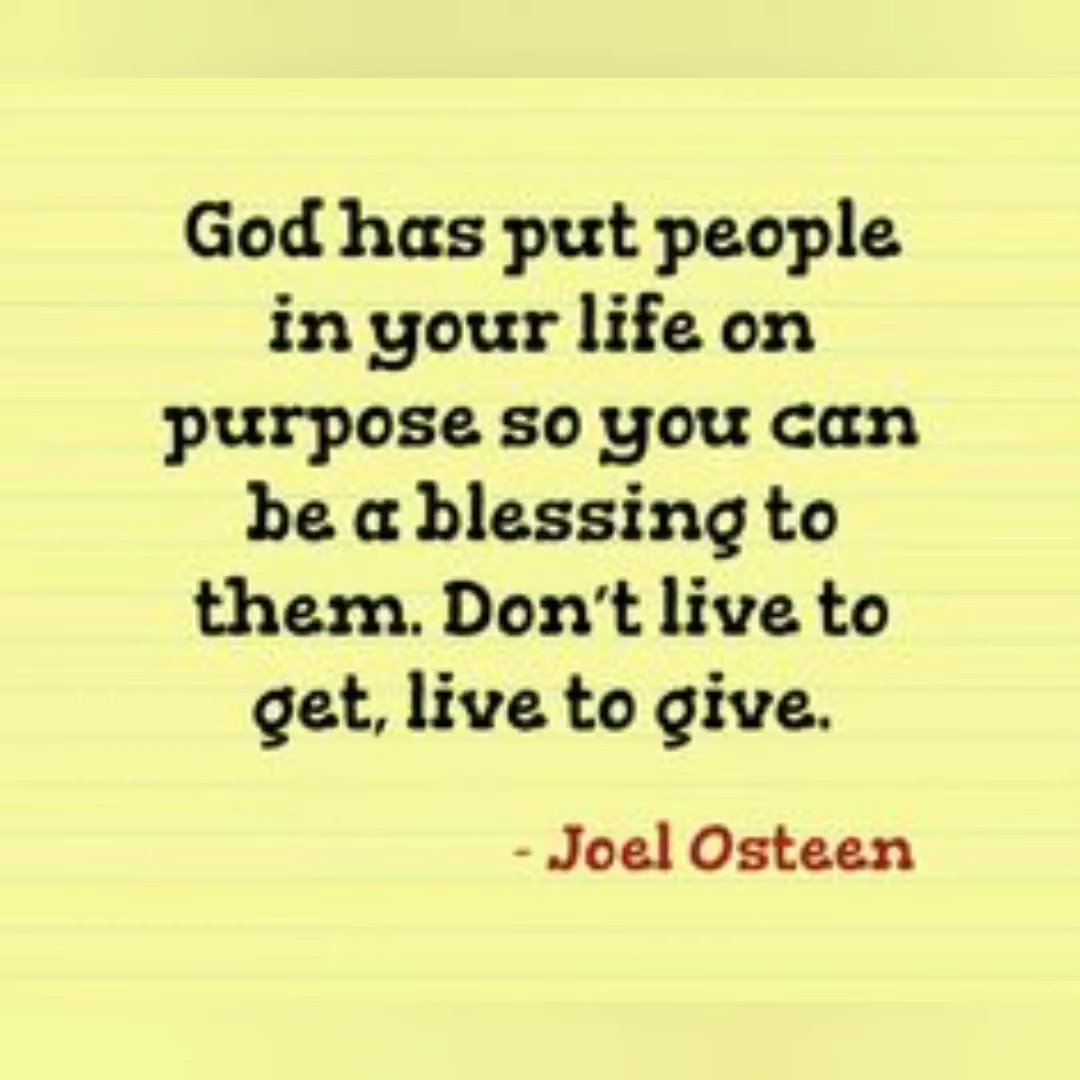 God has put people
in your life on
purpose so you can
be a blessing to
them. Don't live to
get, live to give.
- Joel Osteen